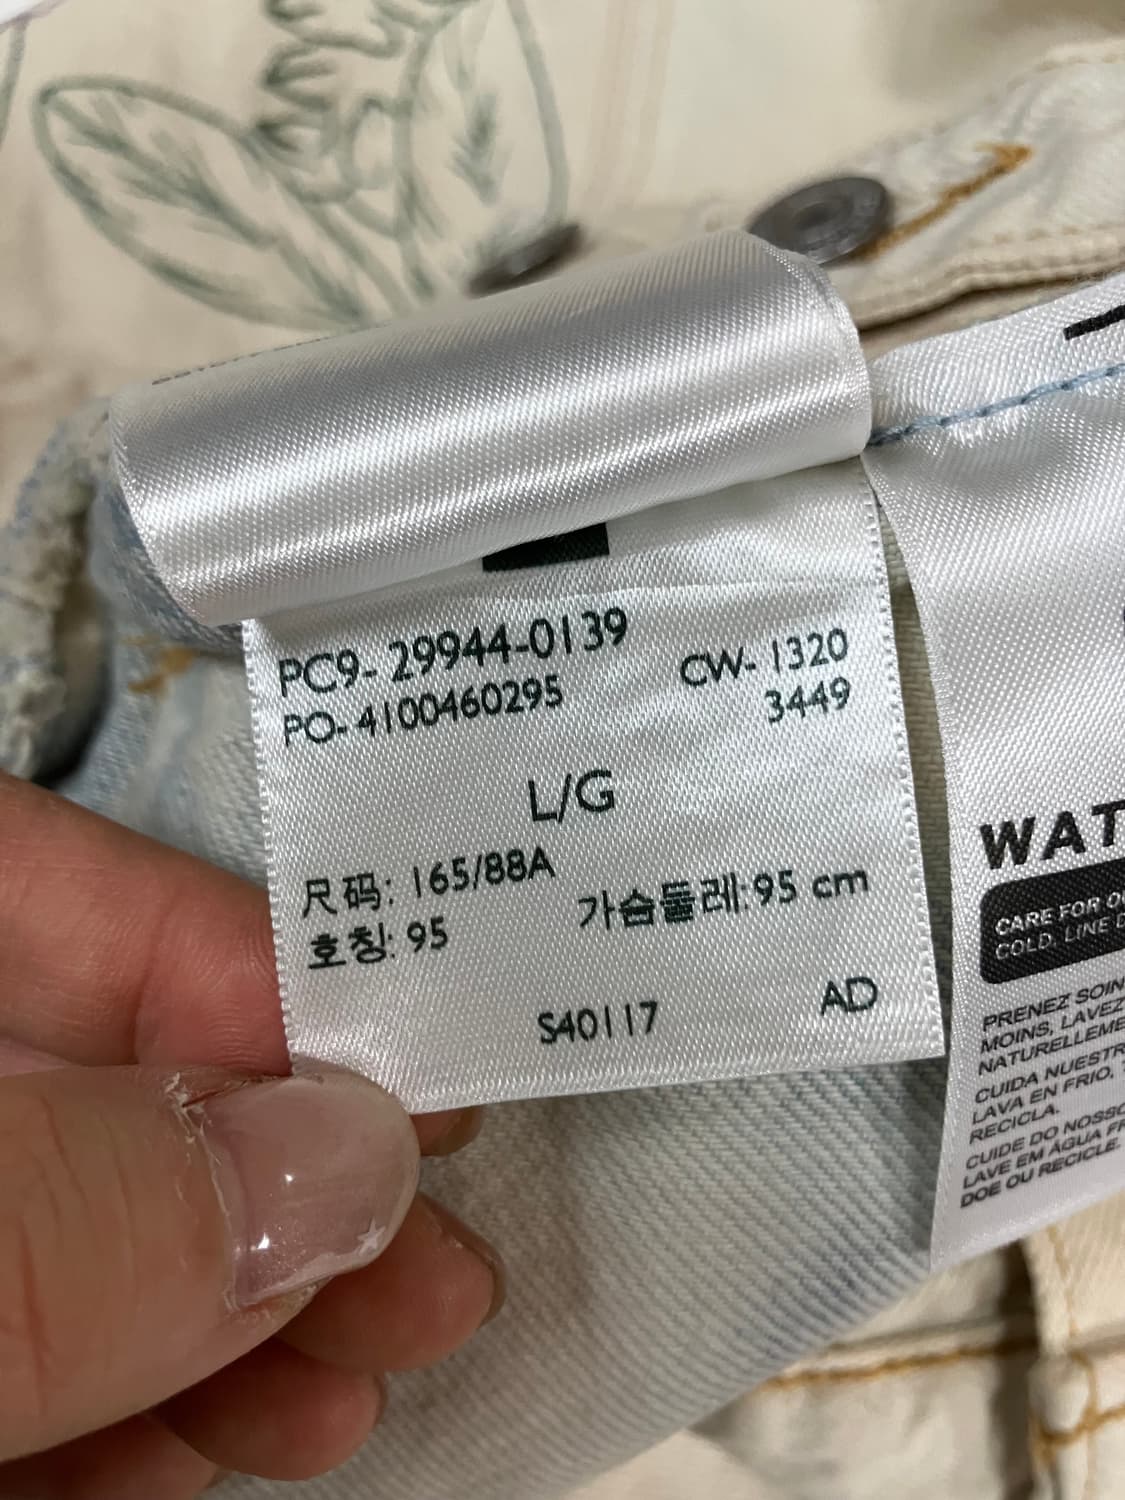 PC9- 29944-0139
CW- 1320
PO- 4100460295
3449
L/G
尺码: 165/88A
가슴둘레: 95 cm
호칭: 95
S40117
AD
WAT
CARE FOR
COLD, LINE
PRENEZ SOIN
MOINS, LAVEZ
NATURELLEME
CUIDA NUESTR
LAVA EN FRIO,
RECICLA.
CUIDE DO NOSSO
LAVE EM ÁGUA FR
DOE OU RECICLE.